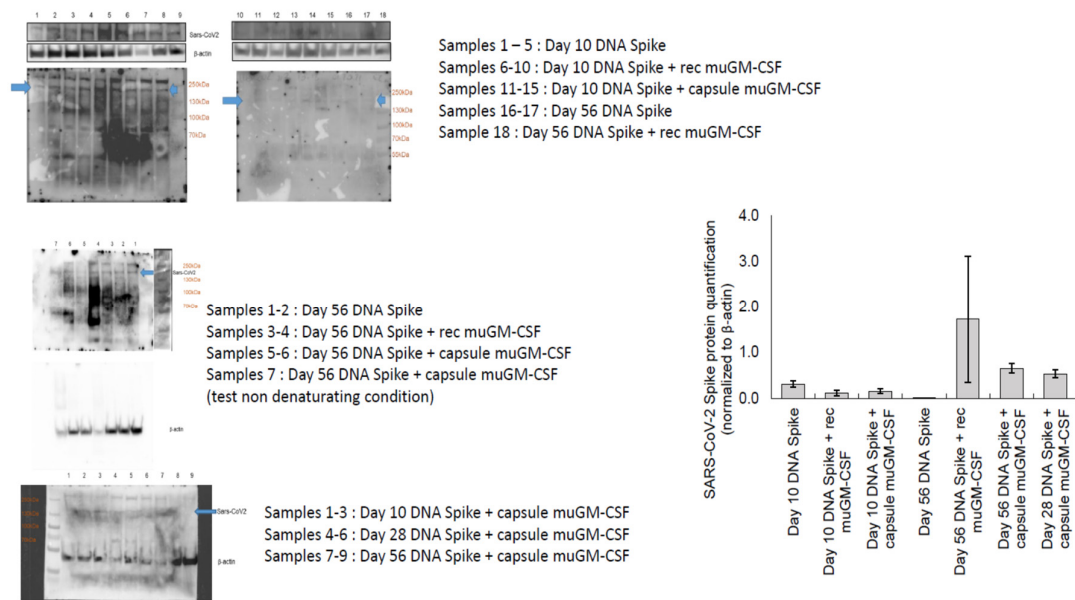 1 2 3 4 5 6 7 8 9
Sars-CoV2
β-actin
250kDa
130kDa
100kDa
70kDa
10 11 12 13 14 15 16 17 18
250kDa
130kDa
100kDa
70kDa
35kDa
Samples 1 – 5 : Day 10 DNA Spike
Samples 6-10 : Day 10 DNA Spike + rec muGM-CSF
Samples 11-15 : Day 10 DNA Spike + capsule muGM-CSF
Samples 16-17 : Day 56 DNA Spike
Sample 18 : Day 56 DNA Spike + rec muGM-CSF
7 6 5 4 3 2 1
250kDa
Sars-CoV2
130kDa
100kDa
70kDa
β-actin
Samples 1-2 : Day 56 DNA Spike
Samples 3-4 : Day 56 DNA Spike + rec muGM-CSF
Samples 5-6 : Day 56 DNA Spike + capsule muGM-CSF
Samples 7 : Day 56 DNA Spike + capsule muGM-CSF
(test non denaturating condition)
1 2 3 4 5 6 7 8 9
Sars-CoV2
β-actin
Samples 1-3 : Day 10 DNA Spike + capsule muGM-CSF
Samples 4-6 : Day 28 DNA Spike + capsule muGM-CSF
Samples 7-9 : Day 56 DNA Spike + capsule muGM-CSF
SARS-CoV-2 Spike protein quantification
(normalized to β-actin)
4.0
3.0
2.0
1.0
0.0
Day 10 DNA Spike
Day 10 DNA Spike + rec
muGM-CSF
Day 10 DNA Spike +
capsule muGM-CSF
Day 56 DNA Spike
Day 56 DNA Spike + rec
muGM-CSF
Day 56 DNA Spike +
capsule muGM-CSF
Day 28 DNA Spike +
capsule muGM-CSF